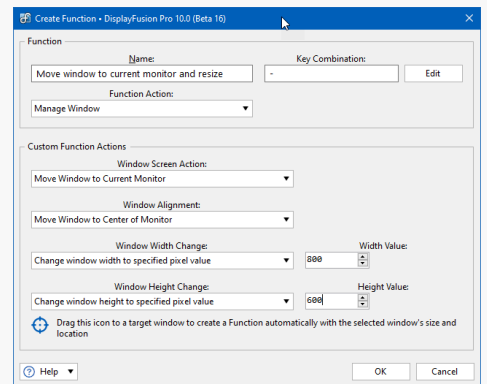 Create Function • DisplayFusion Pro 10.0 (Beta 16)
Function
Name:
Key Combination:
Move window to current monitor and resize
-
Edit
Function Action:
Manage Window
Custom Function Actions
Window Screen Action:
Move Window to Current Monitor
Window Alignment:
Move Window to Center of Monitor
Window Width Change:
Width Value:
Change window width to specified pixel value
800
Window Height Change:
Height Value:
Change window height to specified pixel value
600
Drag this icon to a target window to create a Function automatically with the selected window's size and
location
Help
OK
Cancel